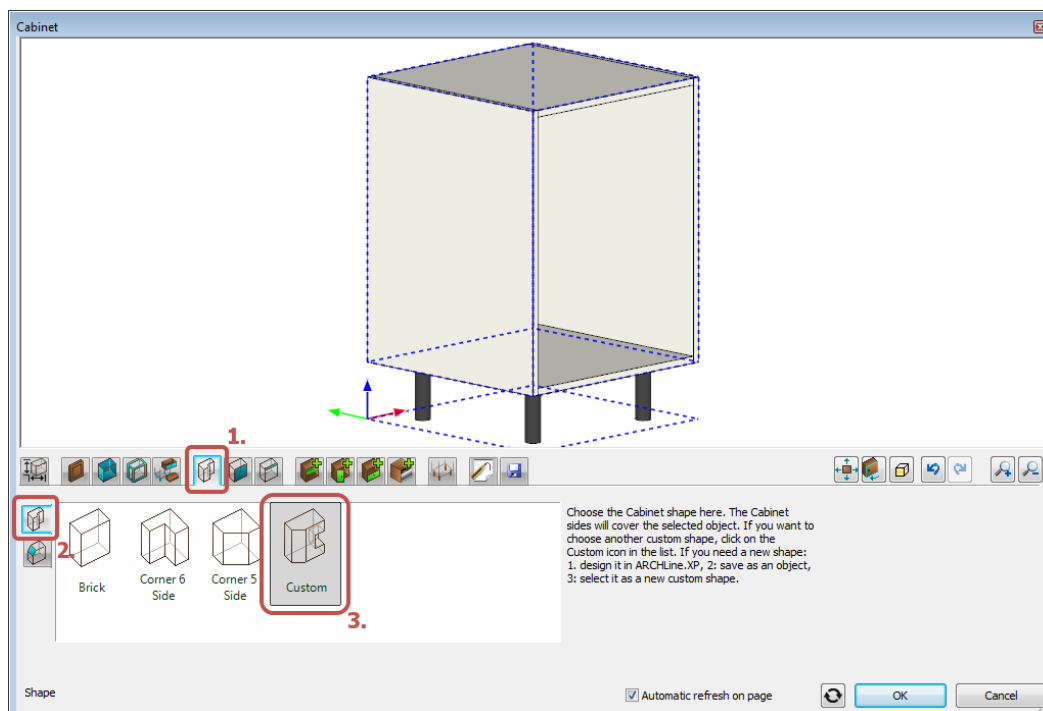 Cabinet
1.
2.
Brick
Corner 6
Side
Corner 5
Side
Custom
3.
Choose the Cabinet shape here. The Cabinet
sides will cover the selected object. If you want to
choose another custom shape, click on the
Custom icon in the list. If you need a new shape:
1. design it in ARCHLine.XP, 2: save as an object,
3: select it as a new custom shape.
Shape
Automatic refresh on page
OK
Cancel